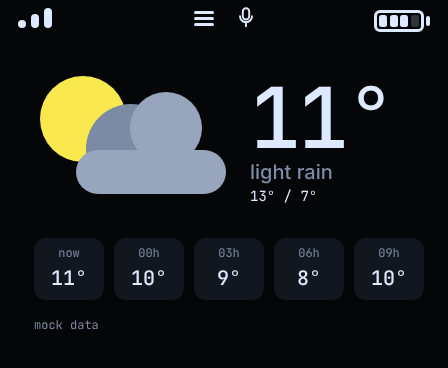 11°
light rain
13° / 7°
now 00h 03h 06h 09h
11° 10° 9° 8° 10°
mock data